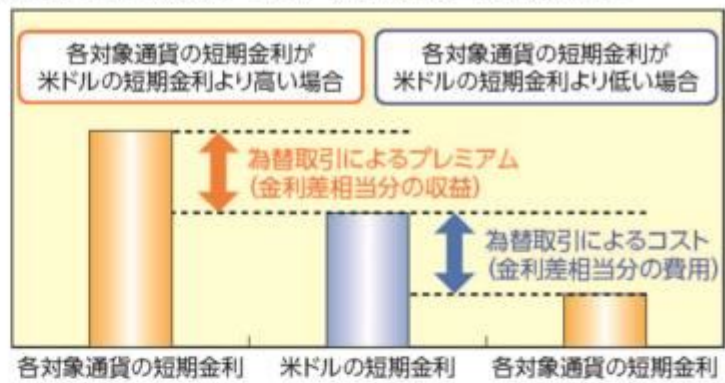 各対象通貨の短期金利が
米ドルの短期金利より高い場合
各対象通貨の短期金利が
米ドルの短期金利より低い場合
為替取引によるプレミアム
(金利差相当分の収益)
為替取引によるコスト
(金利差相当分の費用)
各対象通貨の短期金利
米ドルの短期金利
各対象通貨の短期金利